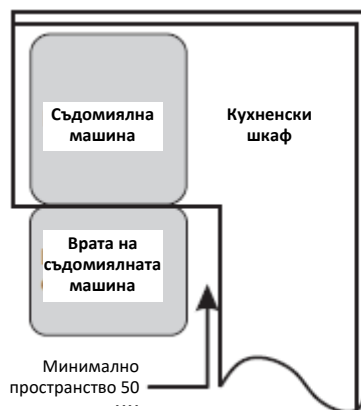 Съдомиялна
машина
Кухненски
шкаф
Врата на
съдомиялната
машина
Минимално
пространство 50